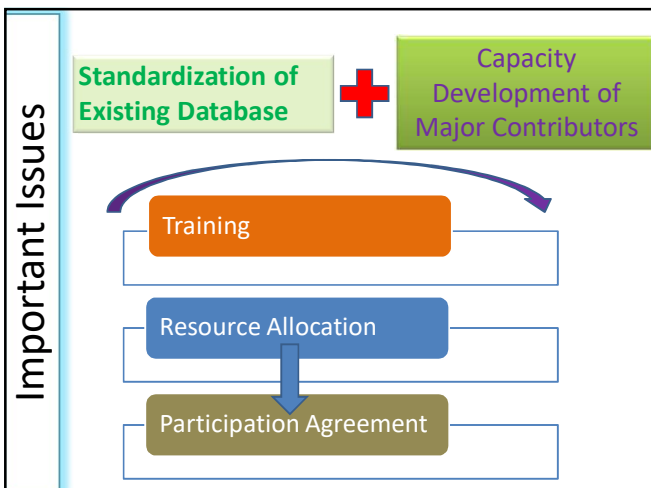 Important Issues
Standardization of
Existing Database
Capacity
Development of
Major Contributors
Training
Resource Allocation
Participation Agreement